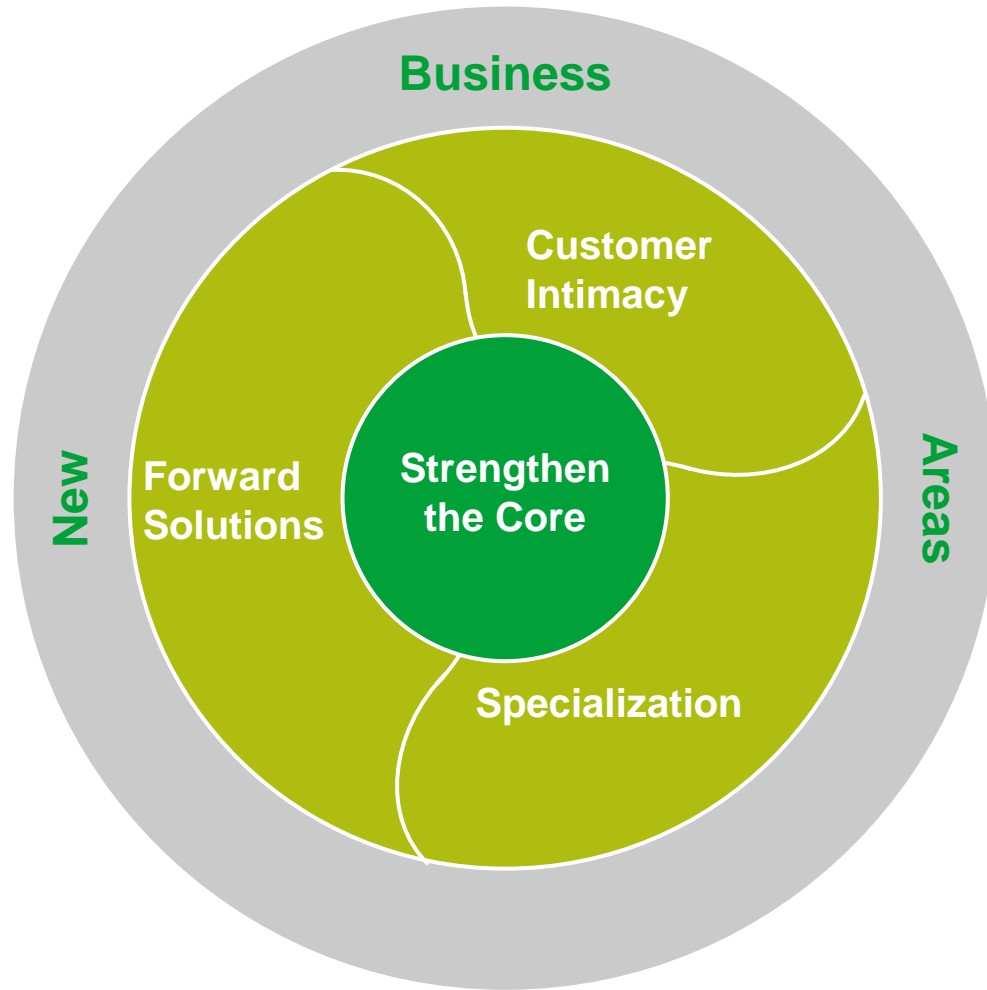 New
Business
Areas
Customer
Intimacy
Forward
Solutions
Strengthen
the Core
Specialization